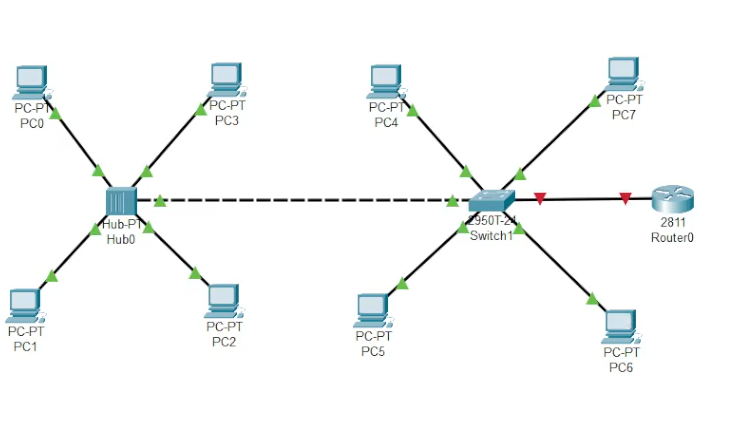 PC-PT
PC0
PC-PT
PC3
PC-PT
PC4
PC-PT
PC7
Hub-PT
Hub0
2950T-24
Switch1
2811
Router0
PC-PT
PC1
PC-PT
PC2
PC-PT
PC5
PC-PT
PC6